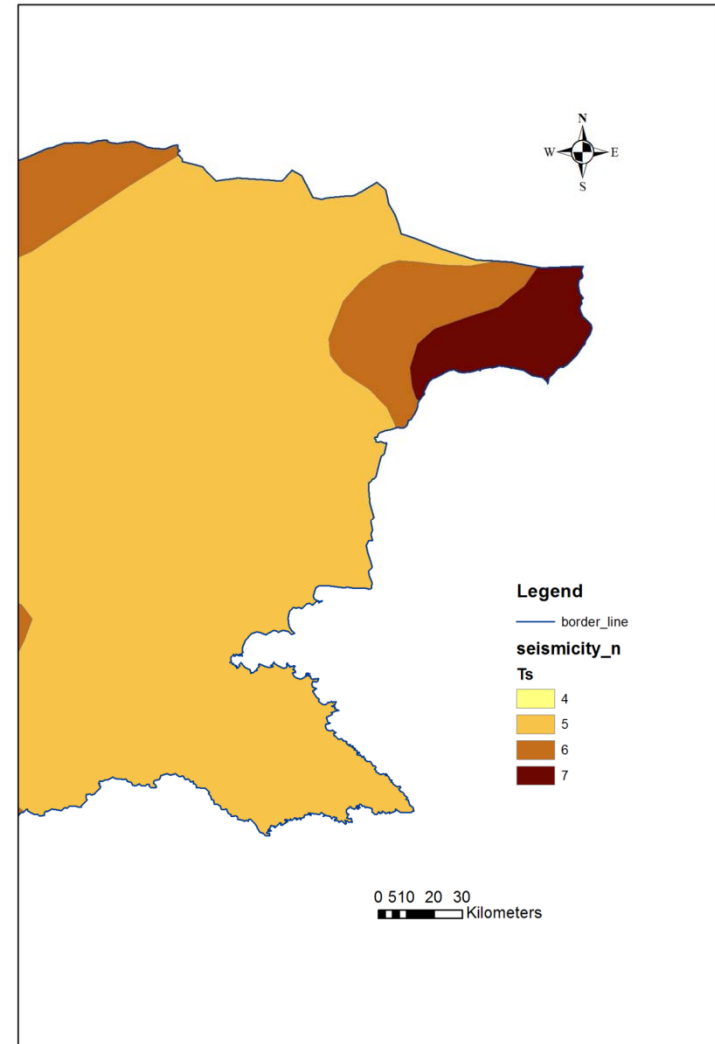 N
W E
S
Legend
border_line
seismicity_n
Ts
4
5
6
7
0 510 20 30
Kilometers